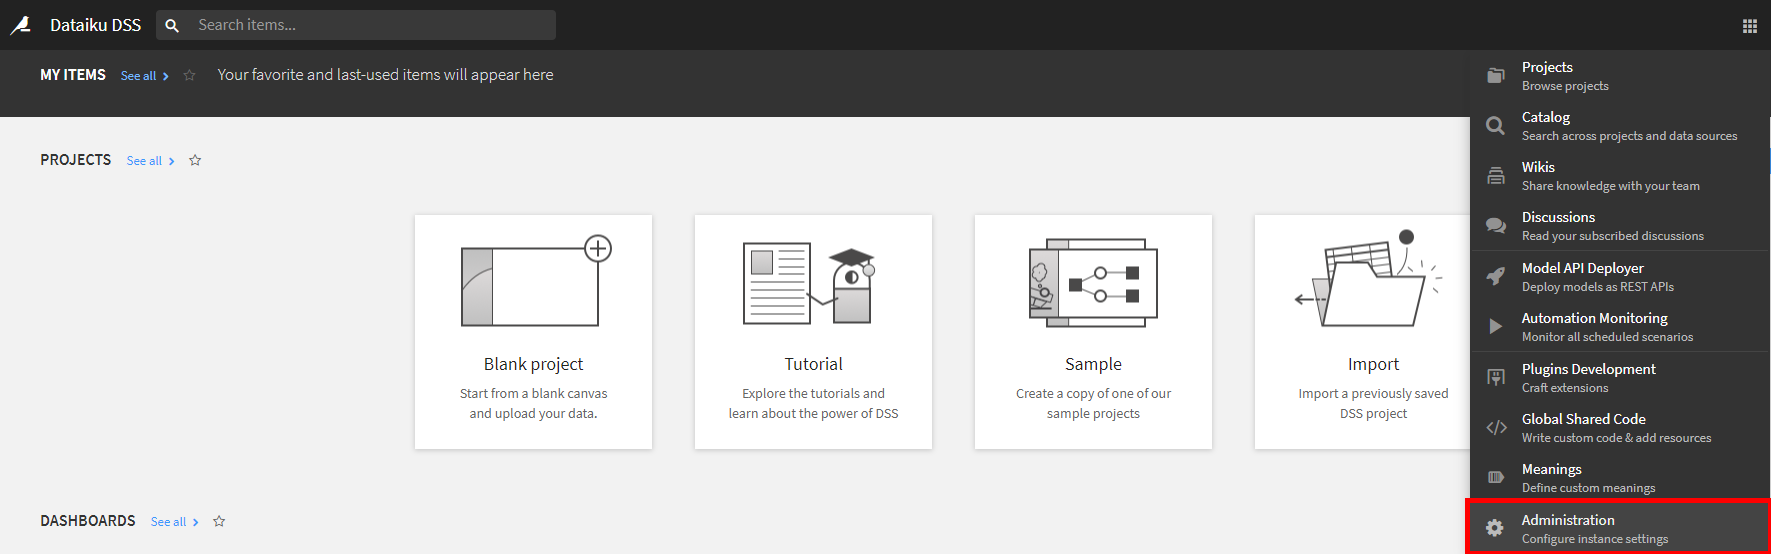 Dataiku DSS
Search items...
MY ITEMS See all Your favorite and last-used items will appear here
PROJECTS See all
Blank project
Start from a blank canvas
and upload your data.
Tutorial
Explore the tutorials and
learn about the power of DSS
Sample
Create a copy of one of our
sample projects
Import
Import a previously saved
DSS project
DASHBOARDS See all
Projects
Browse projects
Catalog
Search across projects and data sources
Wikis
Share knowledge with your team
Discussions
Read your subscribed discussions
Model API Deployer
Deploy models as REST APIs
Automation Monitoring
Monitor all scheduled scenarios
Plugins Development
Craft extensions
Global Shared Code
Write custom code & add resources
Meanings
Define custom meanings
Administration
Configure instance settings